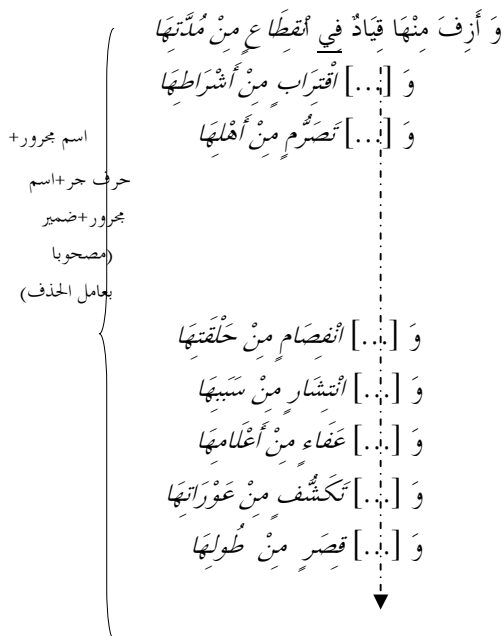 وَ أَزِفَ مِنْهَا قِيَادٌ فِي انْقِطَاعٍ مِنْ مُدَّتِهَا
وَ [...] اقْتِرَابٍ مِنْ أَشْرَاطِهَا
وَ [...] تَصَرُّمٍ مِنْ أَهْلِهَا
اسم مجرور+
حرف جر+اسم
مجرور+ضمير
(مصحوبا
بعامل الحذف)
وَ [...] انْفِصَامٍ مِنْ حَلْقَتِهَا
وَ [...] انْتِشَارٍ مِنْ سَبَبِهَا
وَ [...] عَفَاءٍ مِنْ أَعْلَامِهَا
وَ [...] تَكَشُّفٍ مِنْ عَوْرَاتِهَا
وَ [...] قِصَرٍ مِنْ طُولِهَا